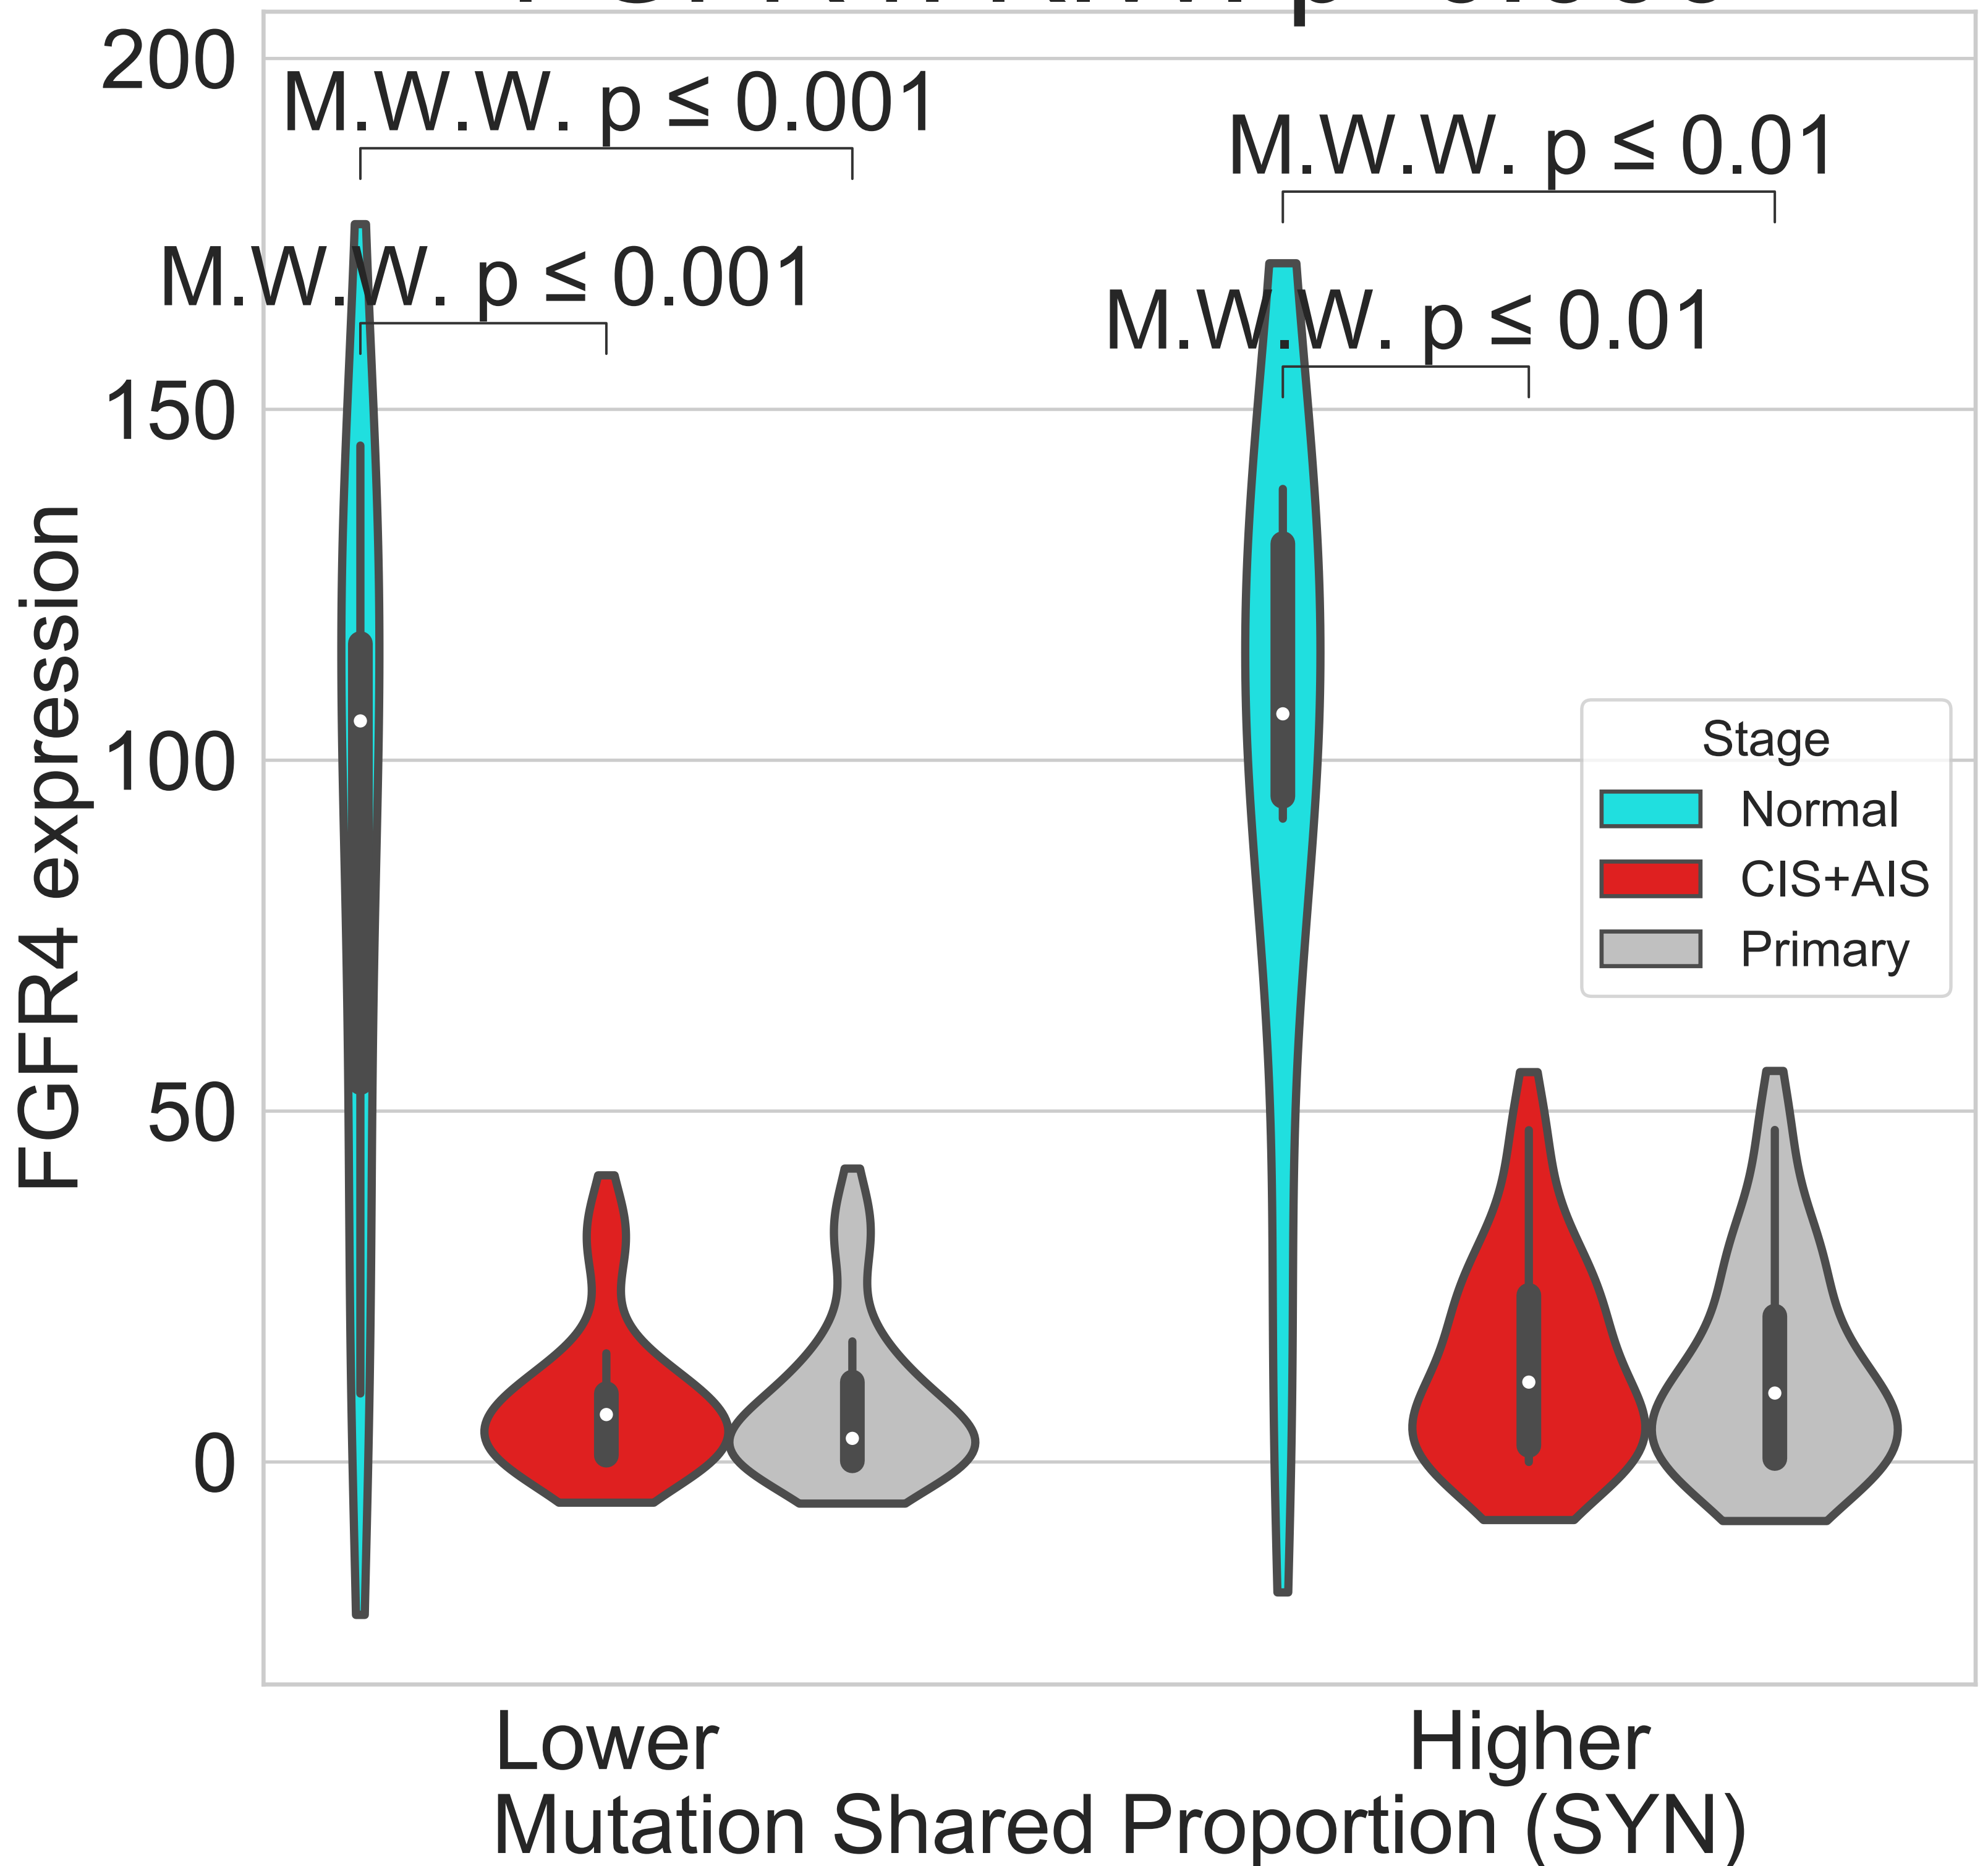 200
M.W.W. p ≤ 0.001
M.W.W. p ≤ 0.01
M.W.W. p ≤ 0.001
M.W.W. p ≤ 0.01
150
100
50
0
FGFR4 expression
Stage
Normal
CIS+AIS
Primary
Lower
Higher
Mutation Shared Proportion (SYN)